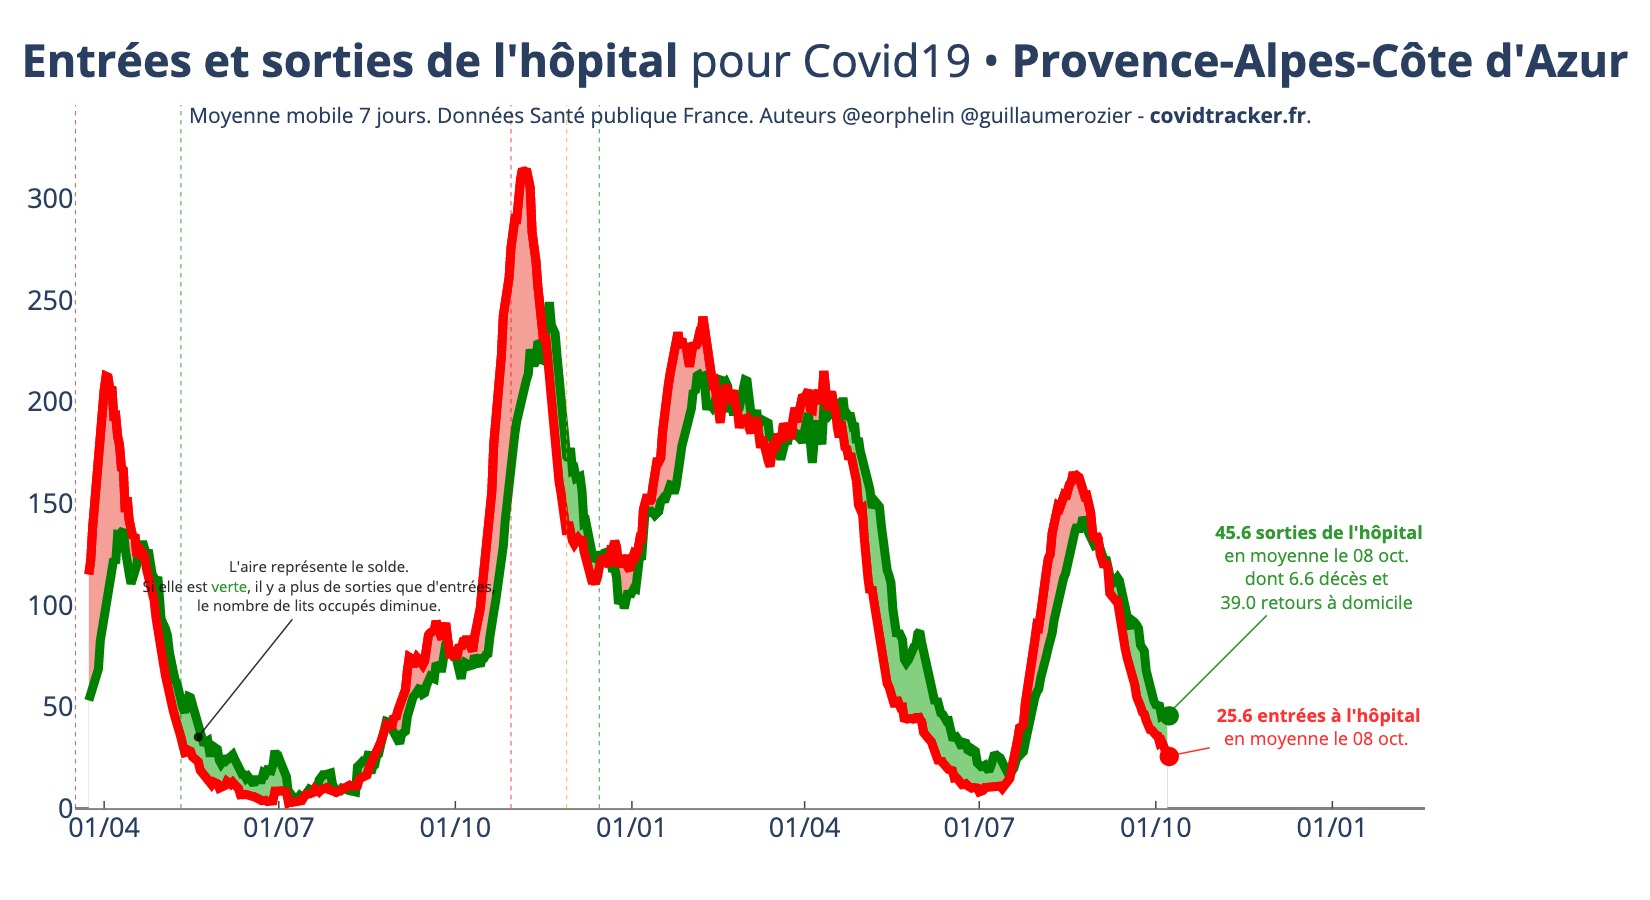 Entrées et sorties de l'hôpital pour Covid19 • Provence-Alpes-Côte d'Azur
Moyenne mobile 7 jours. Données Santé publique France. Auteurs @eorphelin @guillaumerozier - covidtracker.fr.
300
250
200
150
100
50
0
L'aire représente le solde.
Si elle est verte, il y a plus de sorties que d'entrées,
le nombre de lits occupés diminue.
45.6 sorties de l'hôpital
en moyenne le 08 oct.
dont 6.6 décès et
39.0 retours à domicile
25.6 entrées à l'hôpital
en moyenne le 08 oct.
01/04 01/07 01/10 01/01 01/04 01/07 01/10 01/01